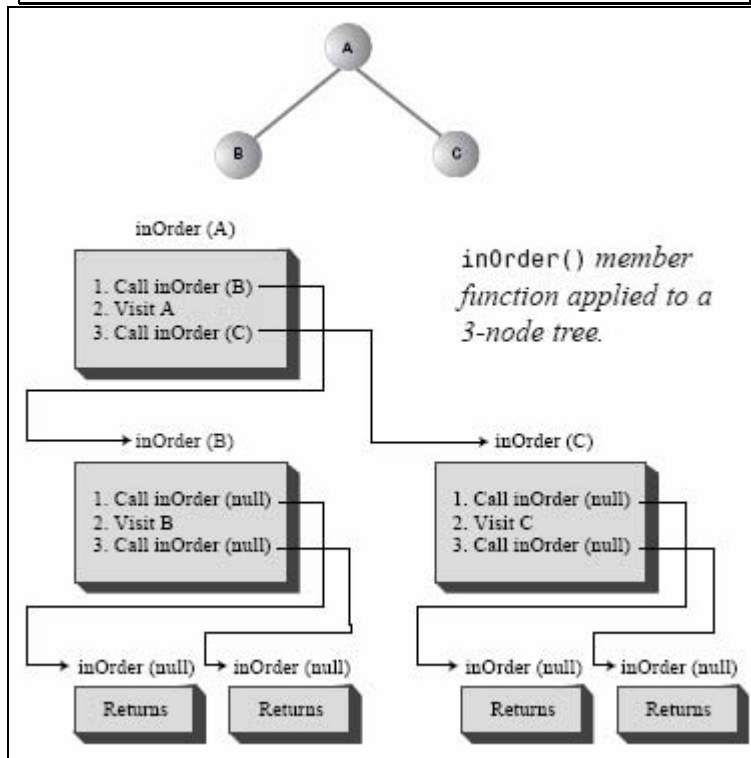 A
B
C
inOrder (A)
1. Call inOrder (B)
2. Visit A
3. Call inOrder (C)
inOrder() member
function applied to a
3-node tree.
inOrder (B)
1. Call inOrder (null)
2. Visit B
3. Call inOrder (null)
inOrder (C)
1. Call inOrder (null)
2. Visit C
3. Call inOrder (null)
inOrder (null)
Returns
inOrder (null)
Returns
inOrder (null)
Returns
inOrder (null)
Returns